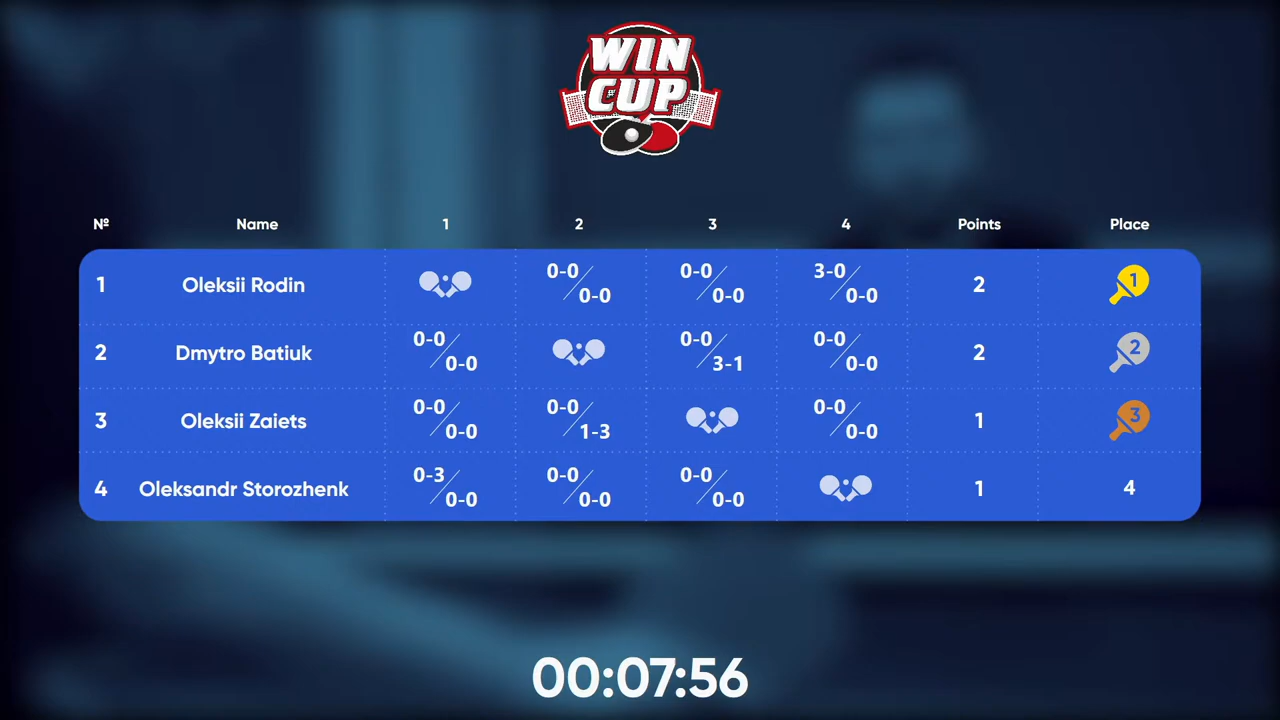 WIN
CUP
№ Name 1 2 3 4 Points Place
1 Oleksii Rodin 0-0/0-0 0-0/0-0 3-0/0-0 2 1
2 Dmytro Batiuk 0-0/0-0 0-0/3-1 0-0/0-0 2 2
3 Oleksii Zaiets 0-0/0-0 0-0/1-3 0-0/0-0 1 3
4 Oleksandr Storozhenk 0-3/0-0 0-0/0-0 0-0/0-0 1 4
00:07:56